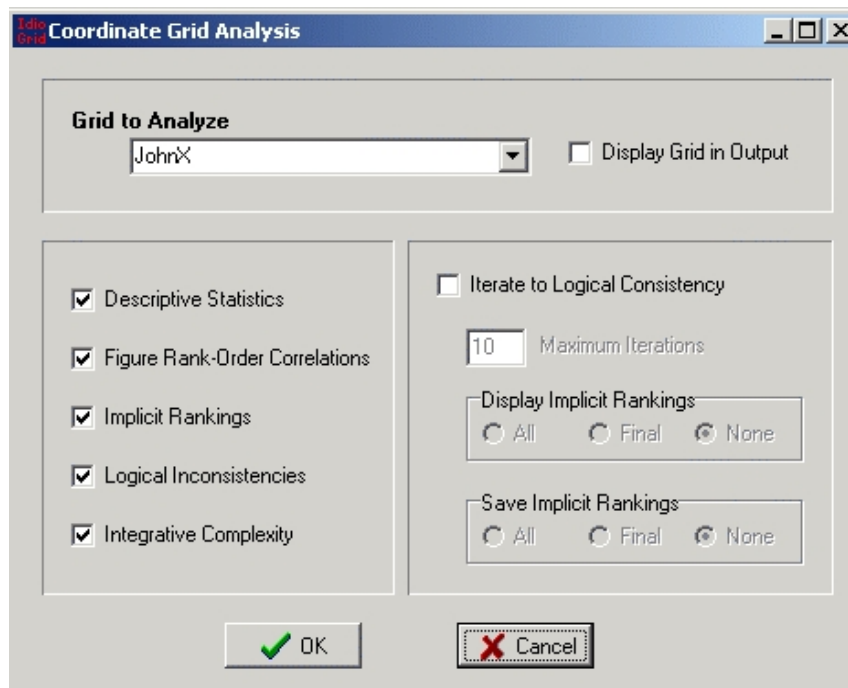 Idio Grid Coordinate Grid Analysis
Grid to Analyze
JohnX
Display Grid in Output
Descriptive Statistics
Figure Rank-Order Correlations
Implicit Rankings
Logical Inconsistencies
Integrative Complexity
Iterate to Logical Consistency
10 Maximum Iterations
Display Implicit Rankings
All Final None
Save Implicit Rankings
All Final None
OK Cancel